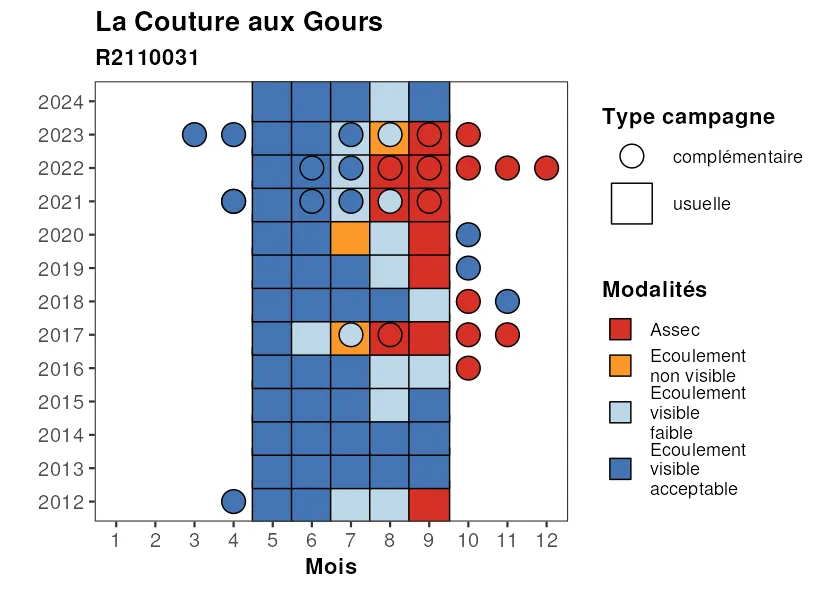 La Couture aux Gours
R2110031
2024
2023
2022
2021
2020
2019
2018
2017
2016
2015
2014
2013
2012
1 2 3 4 5 6 7 8 9 10 11 12
Mois
Type campagne
complémentaire
usuelle
Modalités
Assec
Ecoulement
non visible
Ecoulement
visible
faible
Ecoulement
visible
acceptable